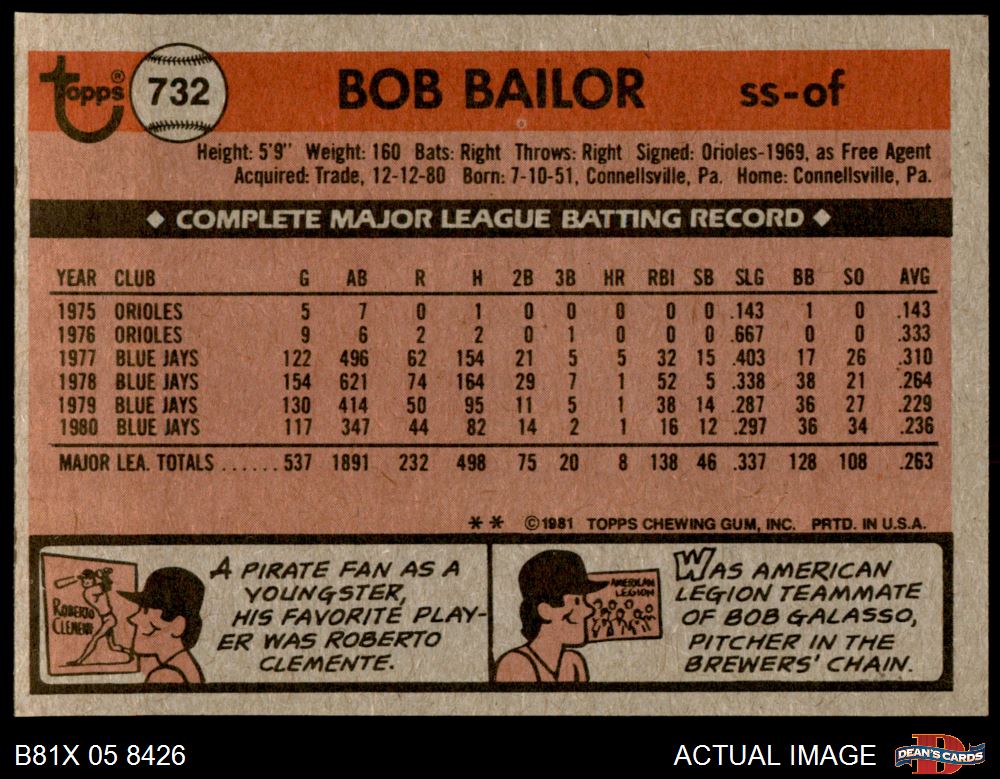 Topps® 732 BOB BAILOR ss-of
Height: 5'9" Weight: 160 Bats: Right Throws: Right Signed: Orioles-1969, as Free Agent
Acquired: Trade, 12-12-80 Born: 7-10-51, Connellsville, Pa. Home: Connellsville, Pa.
◆ COMPLETE MAJOR LEAGUE BATTING RECORD ◆
YEAR CLUB G AB R H 2B 3B HR RBI SB SLG BB SO AVG
1975 ORIOLES 5 7 0 1 0 0 0 0 0 .143 1 0 .143
1976 ORIOLES 9 6 2 2 0 1 0 0 0 .667 0 0 .333
1977 BLUE JAYS 122 496 62 154 21 5 5 32 15 .403 17 26 .310
1978 BLUE JAYS 154 621 74 164 29 7 1 52 5 .338 38 21 .264
1979 BLUE JAYS 130 414 50 95 11 5 1 38 14 .287 36 27 .229
1980 BLUE JAYS 117 347 44 82 14 2 1 16 12 .297 36 34 .236
MAJOR LEA. TOTALS ...... 537 1891 232 498 75 20 8 138 46 .337 128 108 .263
** ©1981 TOPPS CHEWING GUM, INC. PRTD. IN U.S.A.
ROBERTO
CLEMENTE
A PIRATE FAN AS A
YOUNGSTER,
HIS FAVORITE PLAY-
ER WAS ROBERTO
CLEMENTE.
AMERICAN
LEGION
WAS AMERICAN
LEGION TEAMMATE
OF BOB GALASSO,
PITCHER IN THE
BREWERS' CHAIN.
B81X 05 8426 ACTUAL IMAGE DEAN'S CARDS